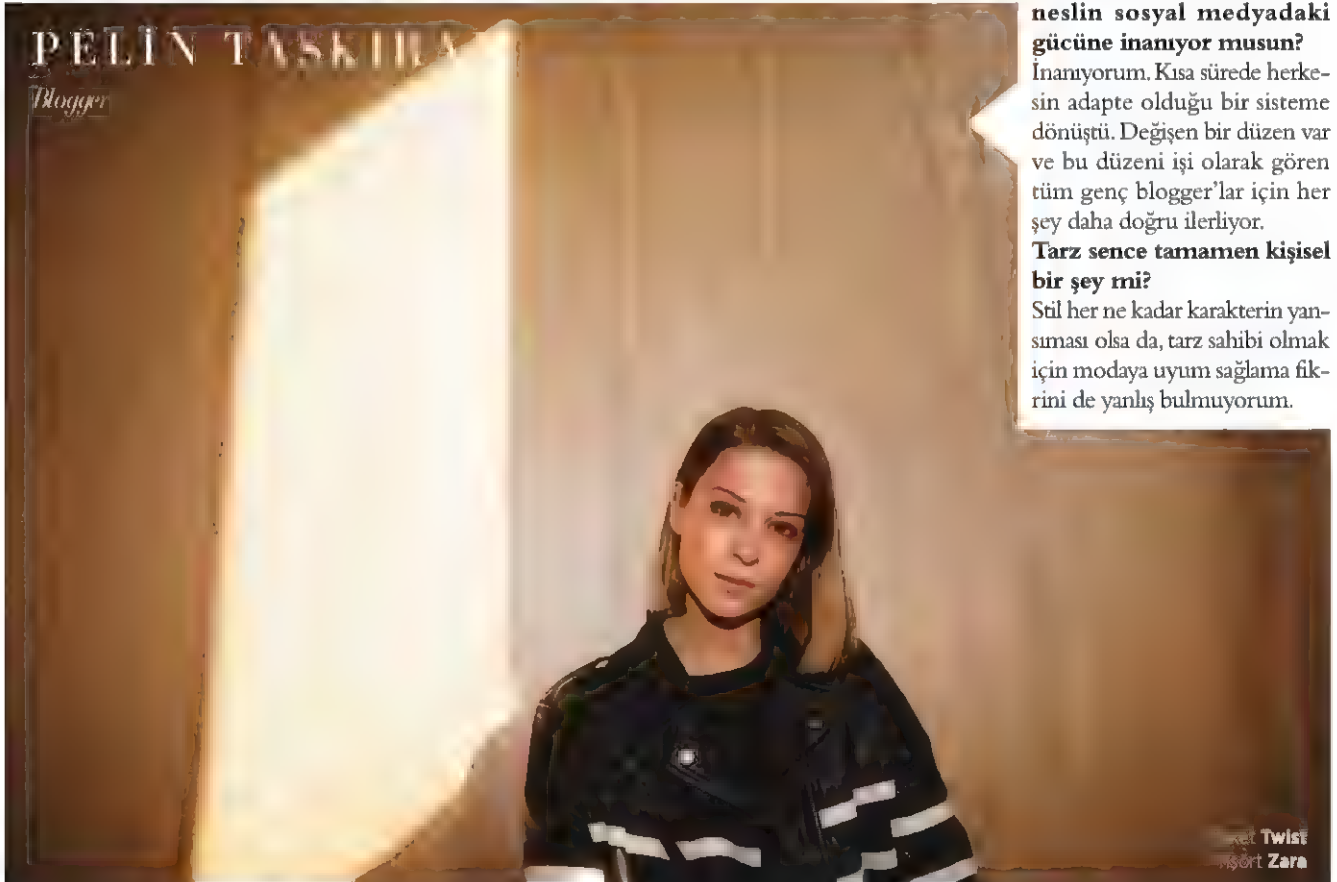 PELİN
Blogger
neslin sosyal medyadaki
gücüne inanıyor musun?
İnanıyorum. Kısa sürede herke-
sin adapte olduğu bir sisteme
dönüştü. Değişen bir düzen var
ve bu düzeni işi olarak gören
tüm genç blogger'lar için her
şey daha doğru ilerliyor.
Tarz sence tamamen kişisel
bir şey mi?
Stil her ne kadar karakterin yan-
sıması olsa da, tarz sahibi olmak
için modaya uyum sağlama fik-
rini de yanlış bulmuyorum.
Twist
Zara